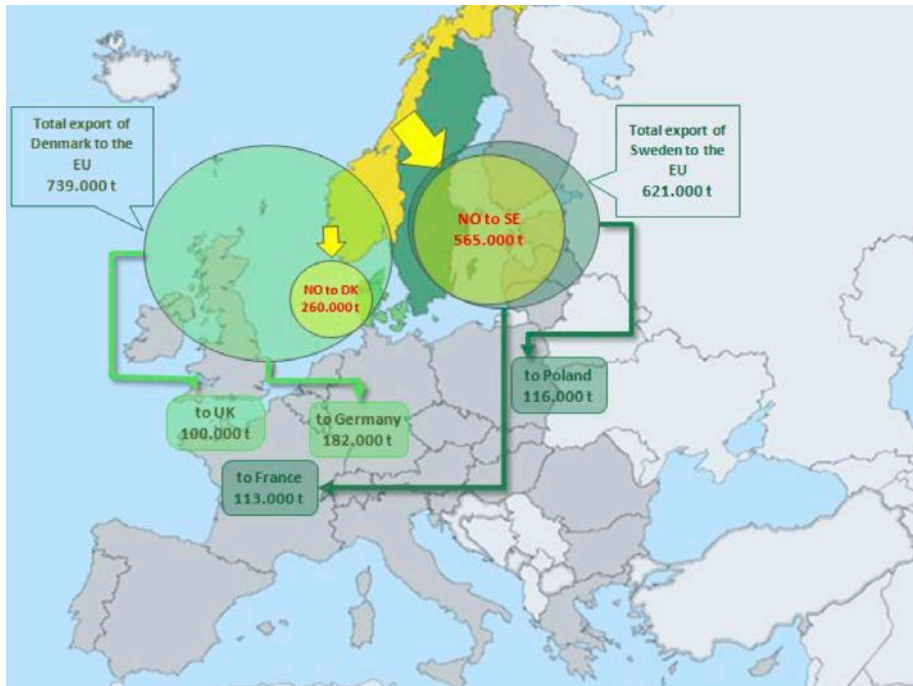 Total export of
Denmark to the
EU
739.000 t
Total export of
Sweden to the
EU
621.000 t
NO to SE
565.000 t
NO to DK
260.000 t
to Poland
116.000 t
to UK
100.000 t
to Germany
182.000 t
to France
113.000 t